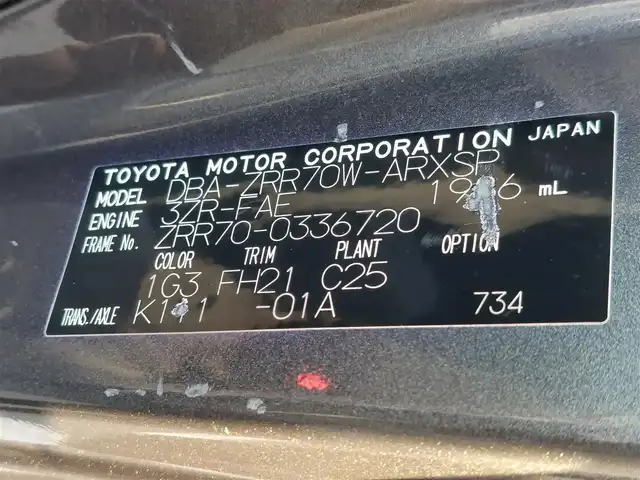 TOYOTA MOTOR CORPORATION JAPAN
MODEL DBA-ZRR70W-ARXSP
ENGINE 3ZR-FAE mL
FRAME No. ZRR70-0336720
COLOR TRIM PLANT OPTION
1G3 FH21 C25
TRANS./AXLE -01A 734